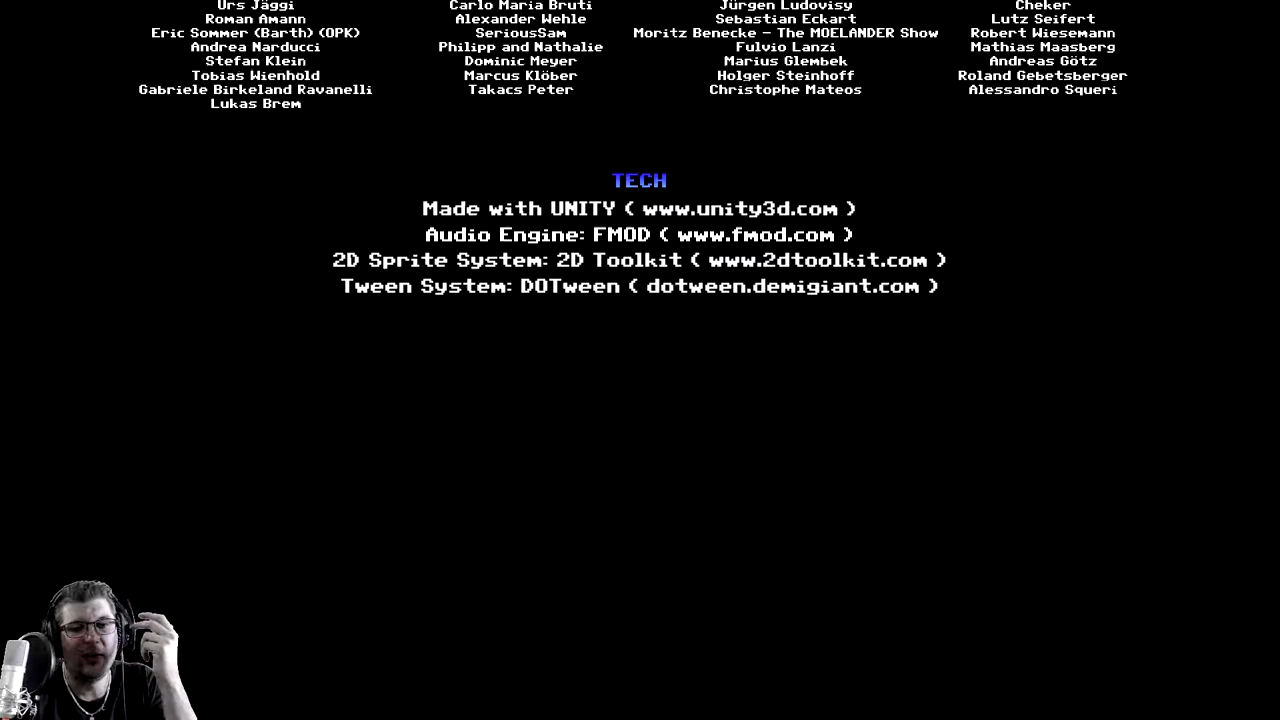 Urs Jäggi
Roman Amann
Eric Sommer (Barth) (OPK)
Andrea Narducci
Stefan Klein
Tobias Wienhold
Gabriele Birkeland Ravanelli
Lukas Brem
Carlo Maria Bruti
Alexander Wehle
SeriousSam
Philipp and Nathalie
Dominic Meyer
Marcus Klöber
Takacs Peter
Jürgen Ludovisy
Sebastian Eckart
Moritz Benecke - The MOELANDER Show
Fulvio Lanzi
Marius Glembek
Holger Steinhoff
Christophe Mateos
Cheker
Lutz Seifert
Robert Wiesemann
Mathias Maasberg
Andreas Götz
Roland Gebetsberger
Alessandro Squeri
TECH
Made with UNITY ( www.unity3d.com )
Audio Engine: FMOD ( www.fmod.com )
2D Sprite System: 2D Toolkit ( www.2dtoolkit.com )
Tween System: DOTween ( dotween.demigiant.com )